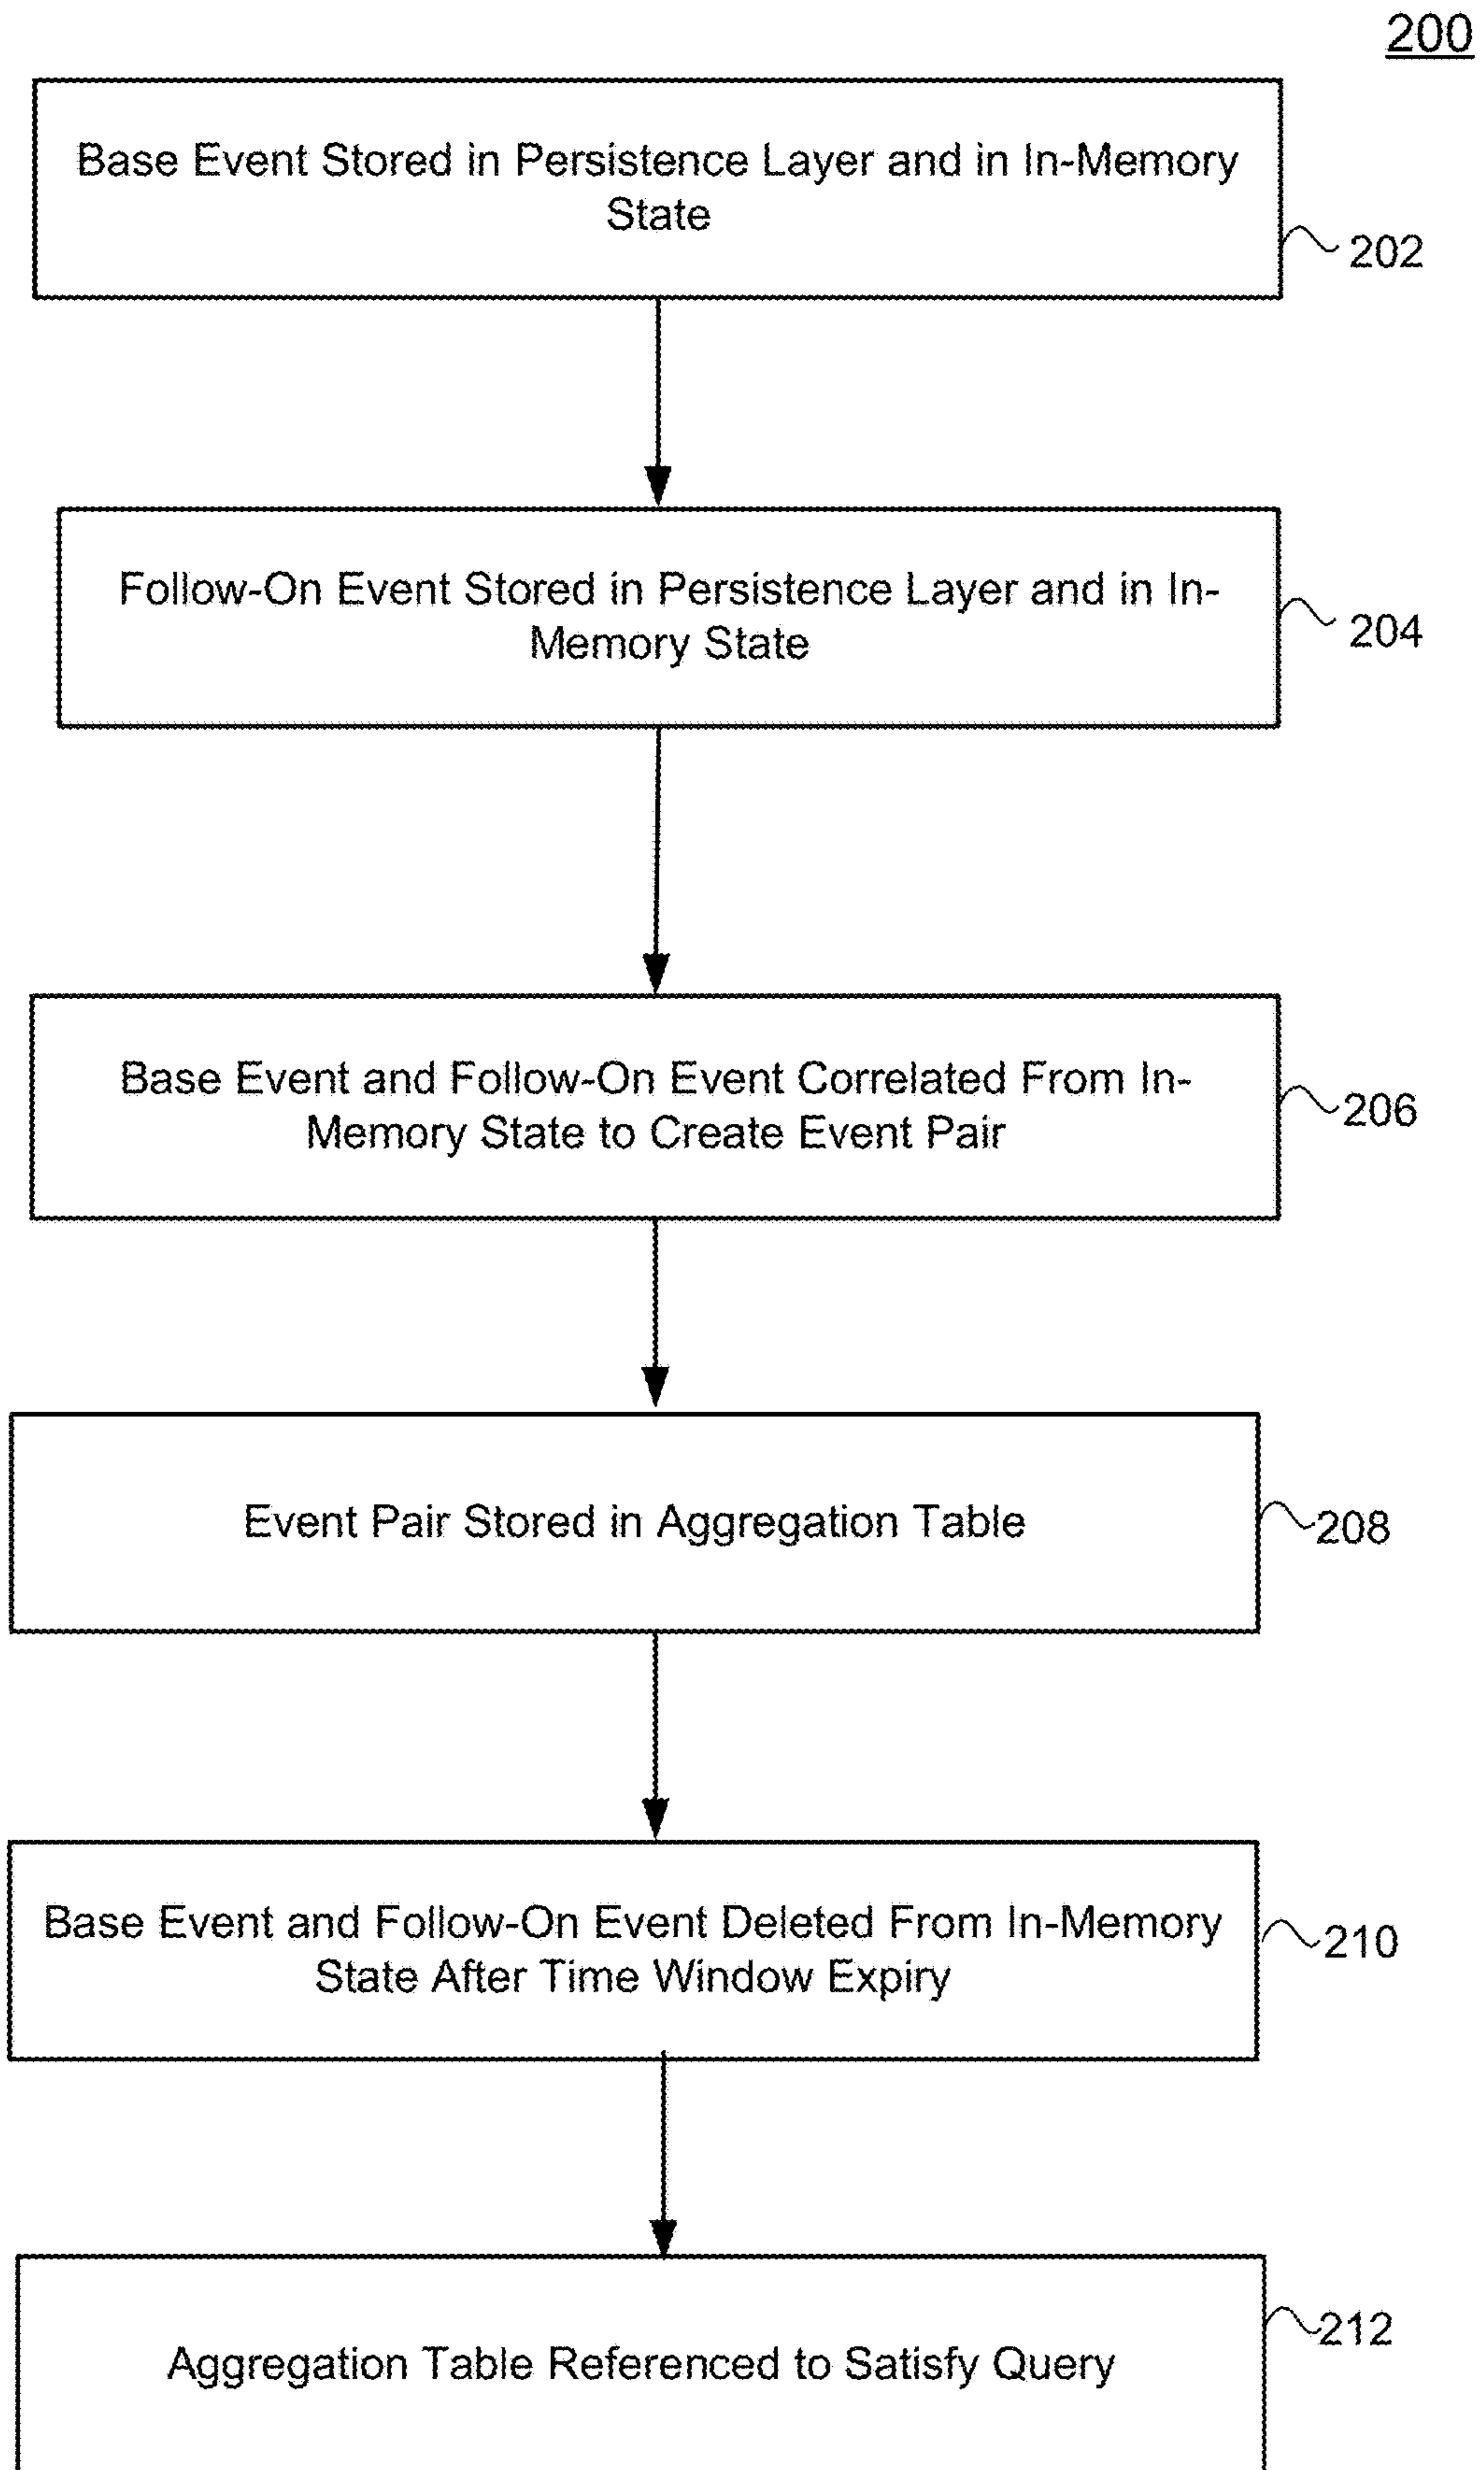 200
Base Event Stored in Persistence Layer and in In-Memory
State
202
Follow-On Event Stored in Persistence Layer and in In-
Memory State
204
Base Event and Follow-On Event Correlated From In-
Memory State to Create Event Pair
206
Event Pair Stored in Aggregation Table
208
Base Event and Follow-On Event Deleted From In-Memory
State After Time Window Expiry
210
Aggregation Table Referenced to Satisfy Query
212